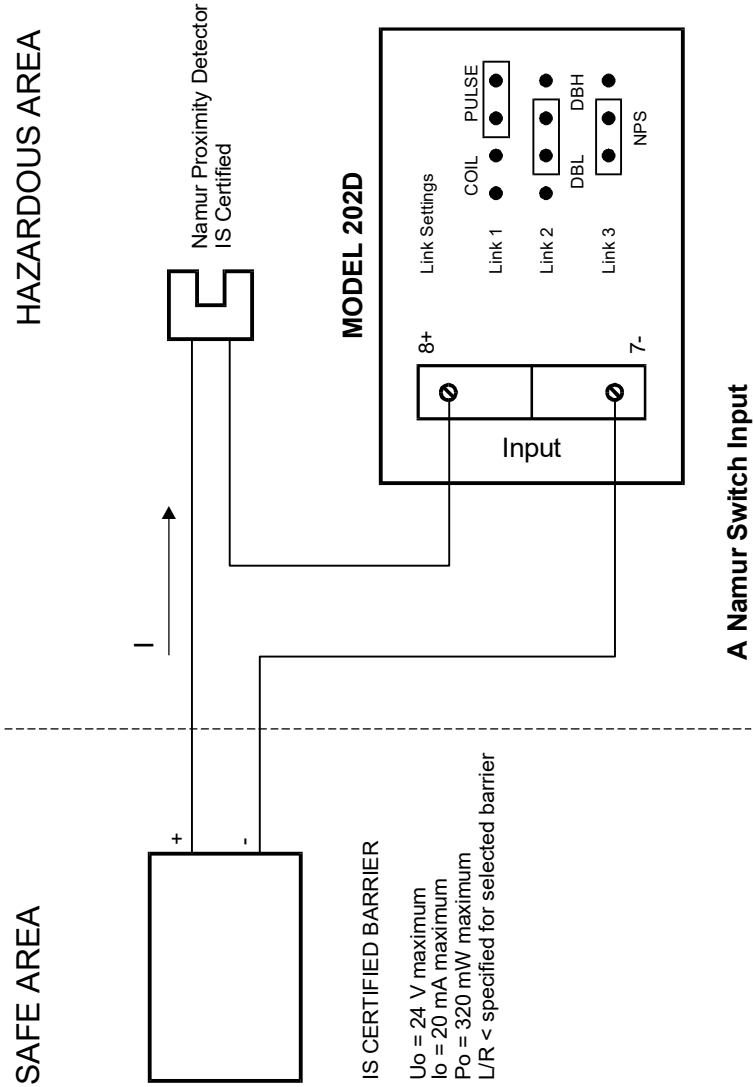 SAFE AREA
HAZARDOUS AREA
+
-
I
Namur Proximity Detector
IS Certified
IS CERTIFIED BARRIER
Uo = 24 V maximum
Io = 20 mA maximum
Po = 320 mW maximum
L/R < specified for selected barrier
MODEL 202D
Input
8+
7-
Link Settings
COIL
PULSE
Link 1
Link 2
DBL
DBH
Link 3
NPS
A Namur Switch Input